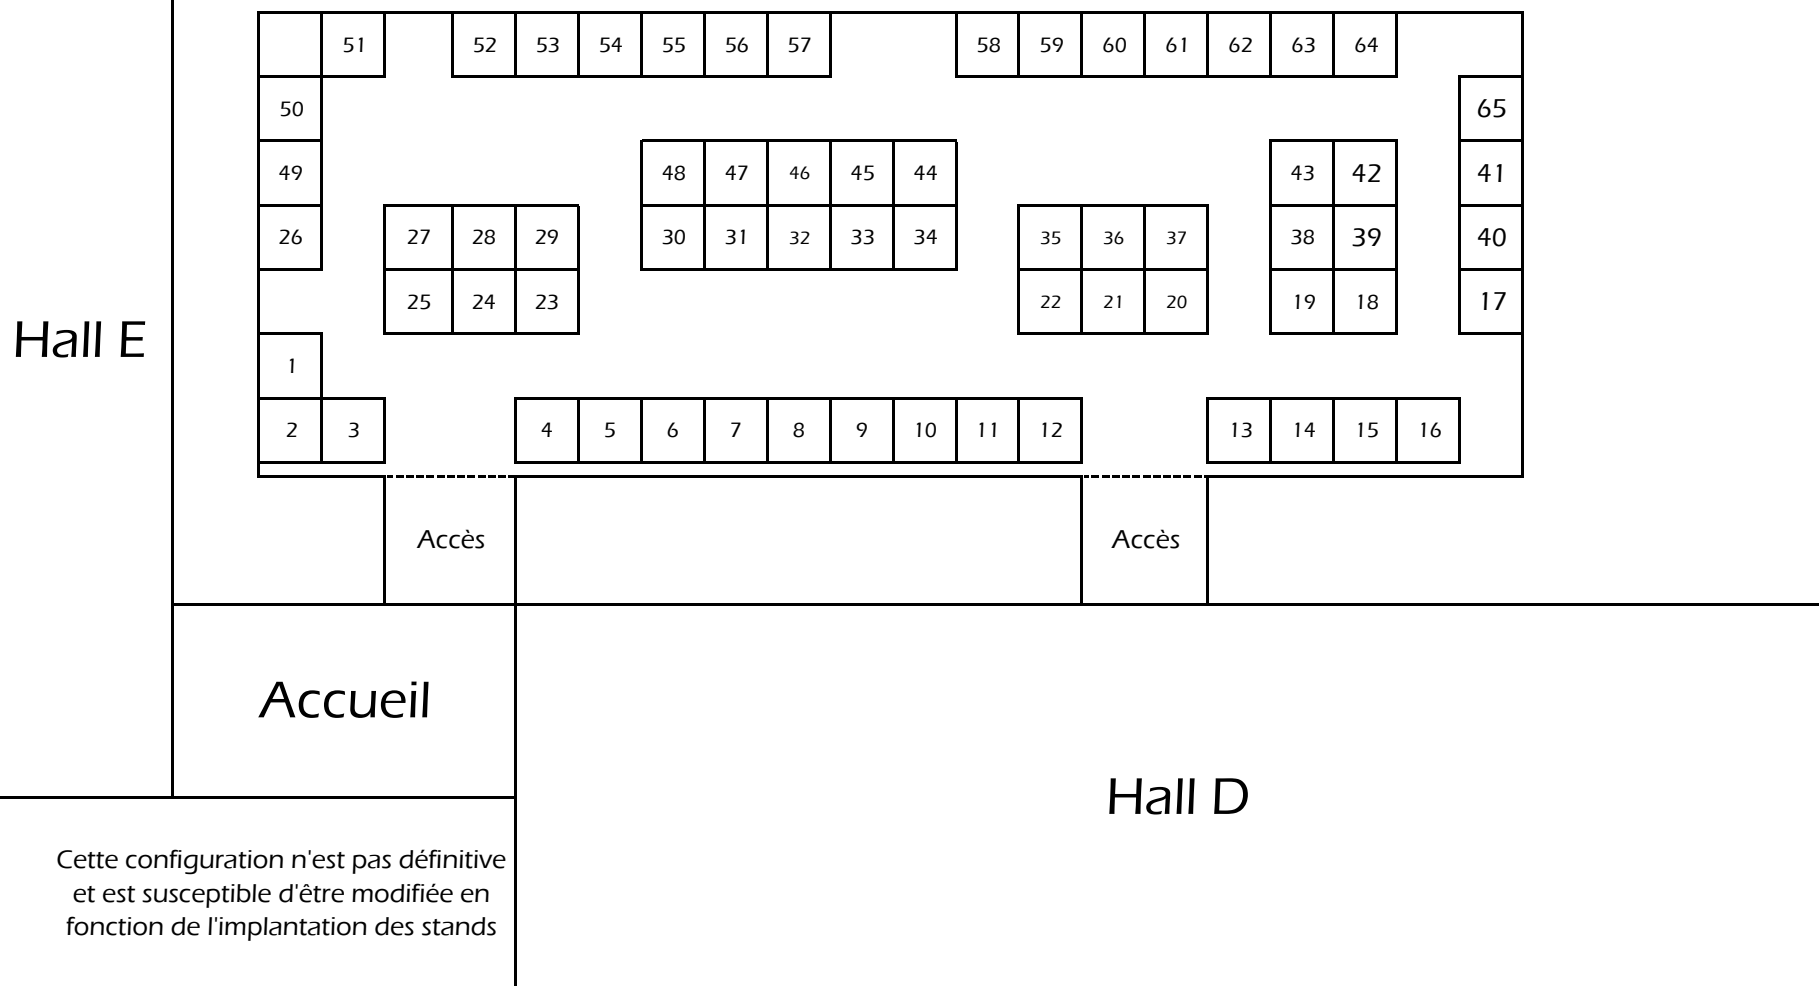 51 52 53 54 55 56 57 58 59 60 61 62 63 64
50 65
49 48 47 46 45 44 43 42 41
26 27 28 29 30 31 32 33 34 35 36 37 38 39 40
25 24 23 22 21 20 19 18 17
Hall E
1
2 3 4 5 6 7 8 9 10 11 12 13 14 15 16
Accès Accès
Accueil
Hall D
Cette configuration n'est pas définitive
et est susceptible d'être modifiée en
fonction de l'implantation des stands